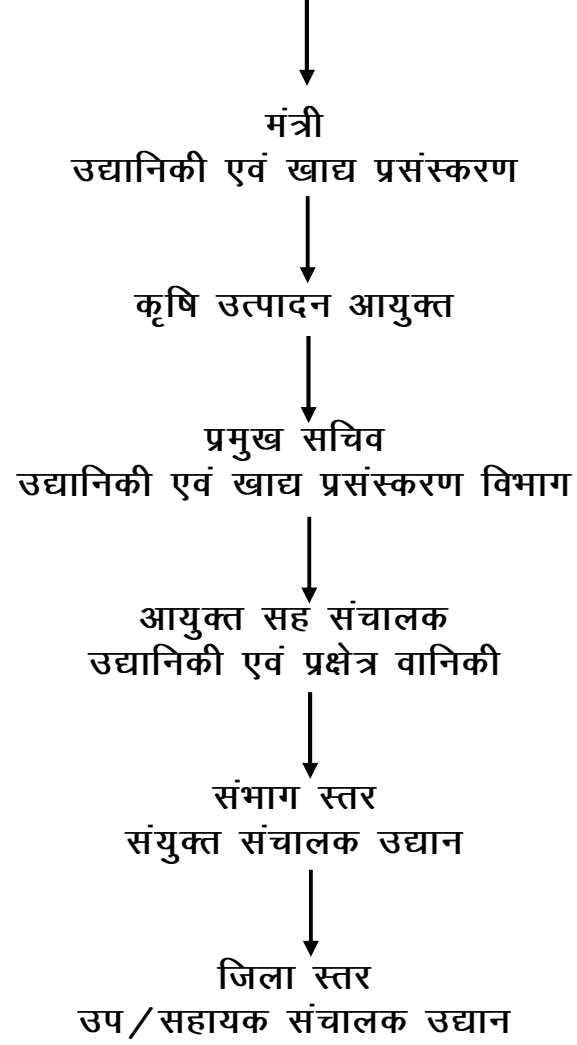 मंत्री
उद्यानिकी एवं खाद्य प्रसंस्करण
कृषि उत्पादन आयुक्त
प्रमुख सचिव
उद्यानिकी एवं खाद्य प्रसंस्करण विभाग
आयुक्त सह संचालक
उद्यानिकी एवं प्रक्षेत्र वानिकी
संभाग स्तर
संयुक्त संचालक उद्यान
जिला स्तर
उप/सहायक संचालक उद्यान